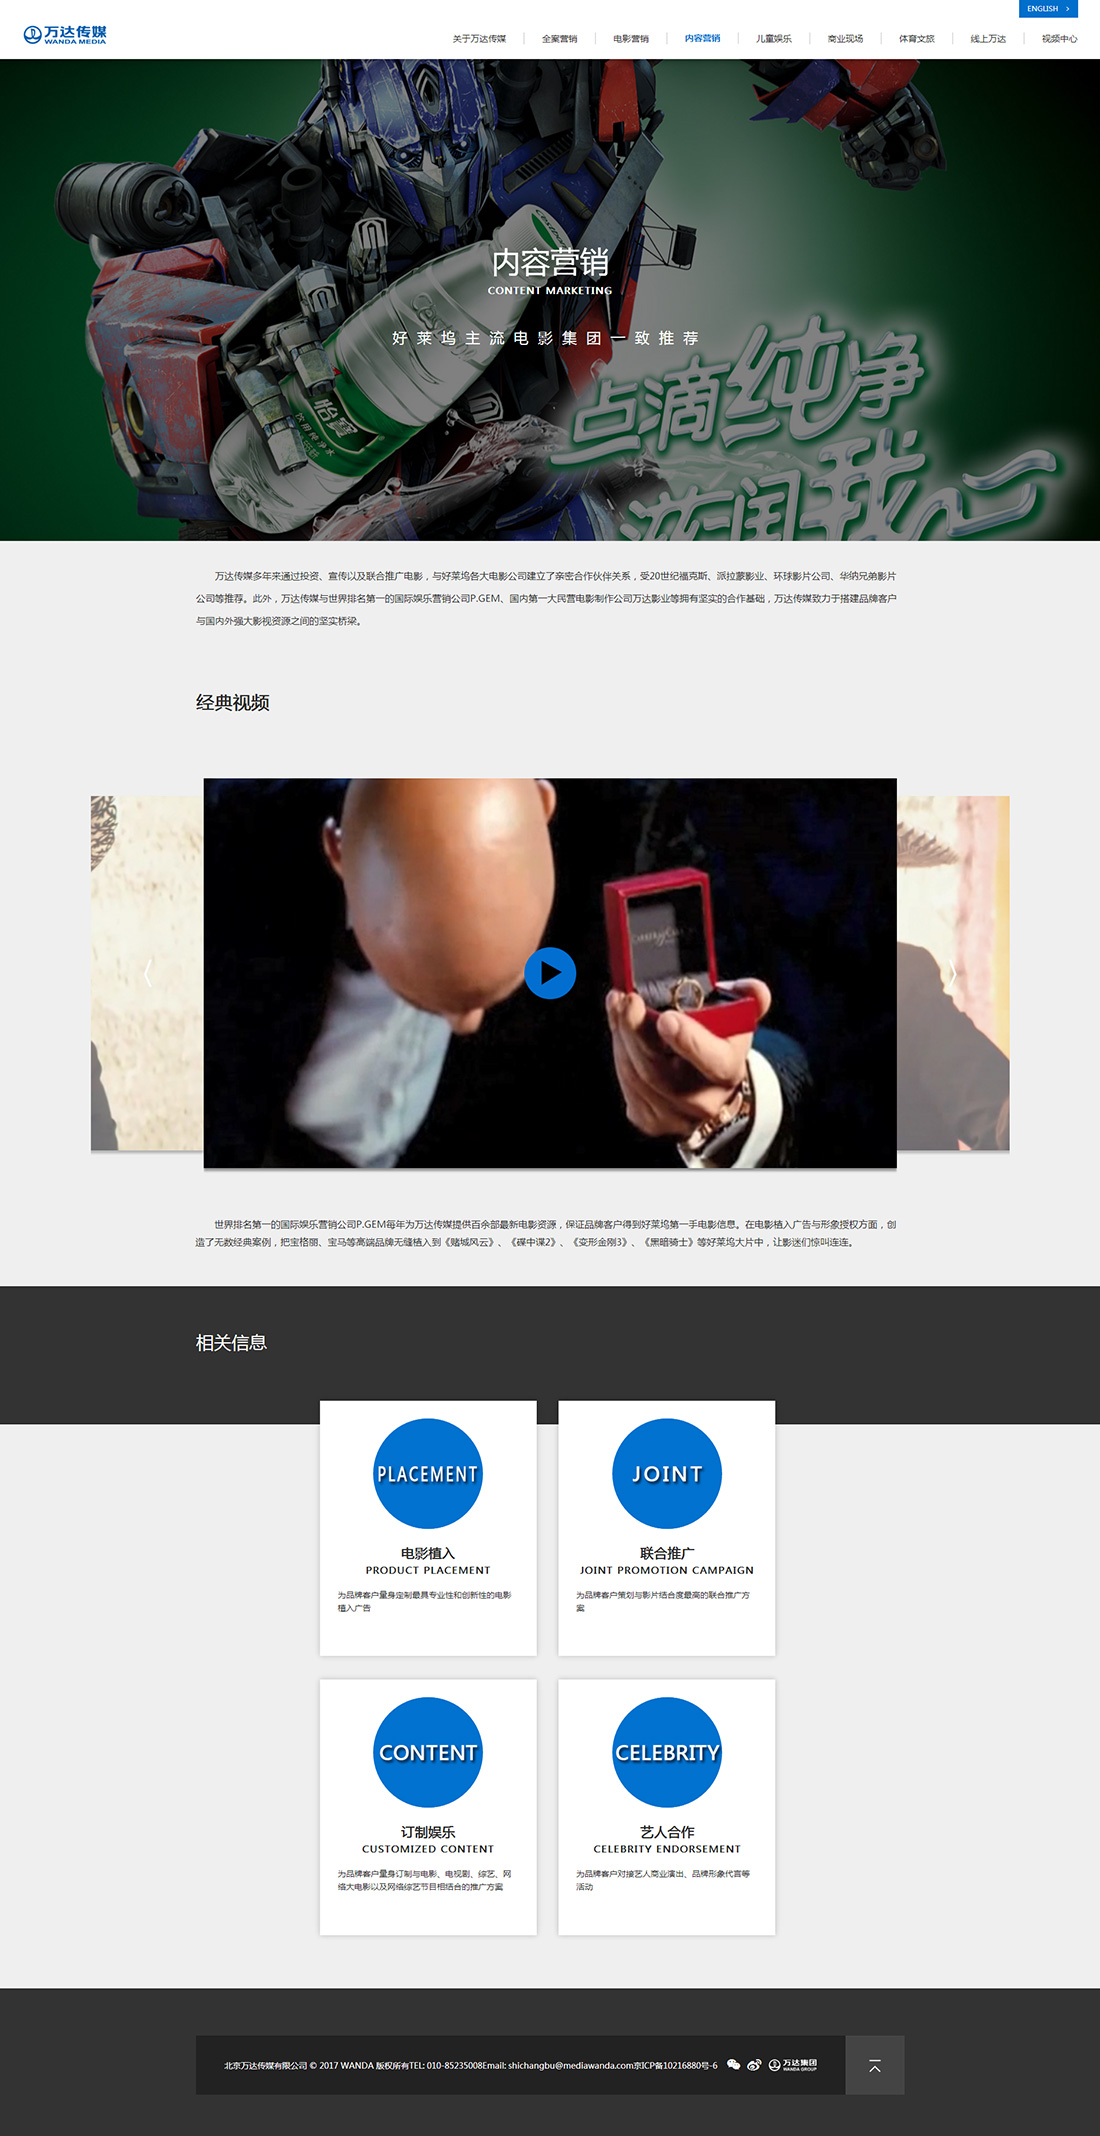 ENGLISH >
万达传媒
WANDA MEDIA
关于万达传媒 全案营销 电影营销 内容营销 儿童娱乐 商业现场 体育文旅 线上万达 视频中心
内容营销
CONTENT MARKETING
好莱坞主流电影集团一致推荐
怡寶
饮用纯净水
点滴纯净
滋润我心
万达传媒多年来通过投资、宣传以及联合推广电影，与好莱坞各大电影公司建立了亲密合作伙伴关系，受20世纪福克斯、派拉蒙影业、环球影片公司、华纳兄弟影片
公司等推荐。此外，万达传媒与世界排名第一的国际娱乐营销公司P.GEM、国内第一大民营电影制作公司万达影业等拥有坚实的合作基础，万达传媒致力于搭建品牌客户
与国内外强大影视资源之间的坚实桥梁。
经典视频
世界排名第一的国际娱乐营销公司P.GEM每年为万达传媒提供百余部最新电影资源，保证品牌客户得到好莱坞第一手电影信息。在电影植入广告与形象授权方面，创
造了无数经典案例，把宝格丽、宝马等高端品牌无缝植入到《赌城风云》、《碟中谍2》、《变形金刚3》、《黑暗骑士》等好莱坞大片中，让影迷们惊叫连连。
相关信息
PLACEMENT
电影植入
PRODUCT PLACEMENT
为品牌客户量身定制最具专业性和创新性的电影
植入广告
JOINT
联合推广
JOINT PROMOTION CAMPAIGN
为品牌客户策划与影片结合度最高的联合推广方
案
CONTENT
订制娱乐
CUSTOMIZED CONTENT
为品牌客户量身订制与电影、电视剧、综艺、网
络大电影以及网络综艺节目相结合的推广方案
CELEBRITY
艺人合作
CELEBRITY ENDORSEMENT
为品牌客户对接艺人商业演出、品牌形象代言等
活动
北京万达传媒有限公司 © 2017 WANDA 版权所有TEL: 010-85235008Email: shichangbu@mediawanda.com京ICP备10216880号-6
万达集团
WANDA GROUP